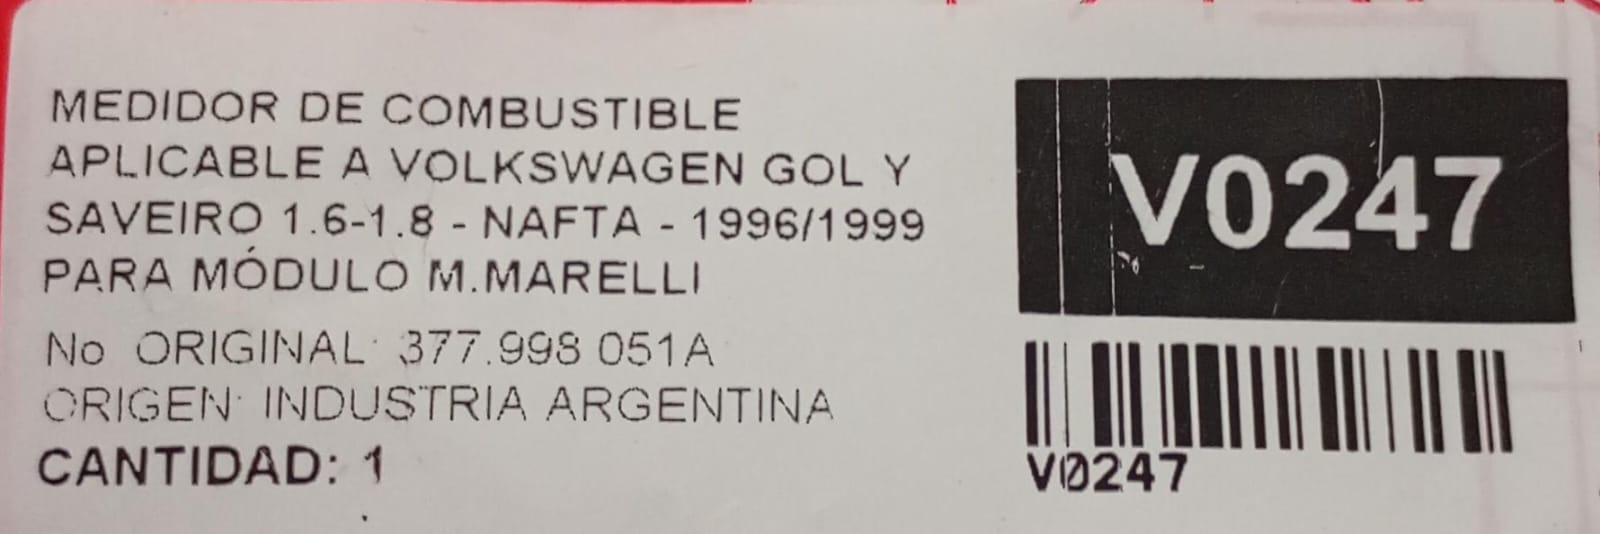 MEDIDOR DE COMBUSTIBLE
APLICABLE A VOLKSWAGEN GOL Y
SAVEIRO 1.6-1.8 - NAFTA - 1996/1999
PARA MÓDULO M.MARELLI
No ORIGINAL: 377.998 051A
ORIGEN: INDUSTRIA ARGENTINA
CANTIDAD: 1
V0247
V0247